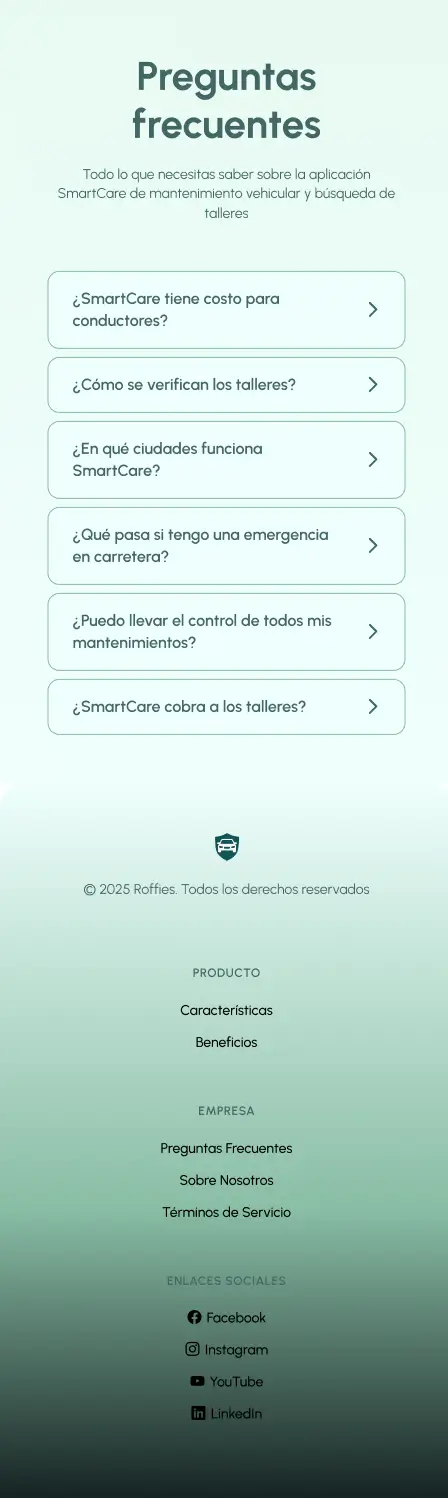 Preguntas
frecuentes
Todo lo que necesitas saber sobre la aplicación
SmartCare de mantenimiento vehicular y búsqueda de
talleres
¿SmartCare tiene costo para
conductores?
¿Cómo se verifican los talleres?
¿En qué ciudades funciona
SmartCare?
¿Qué pasa si tengo una emergencia
en carretera?
¿Puedo llevar el control de todos mis
mantenimientos?
¿SmartCare cobra a los talleres?
© 2025 Roffies. Todos los derechos reservados
PRODUCTO
Características
Beneficios
EMPRESA
Preguntas Frecuentes
Sobre Nosotros
Términos de Servicio
ENLACES SOCIALES
Facebook
Instagram
YouTube
LinkedIn